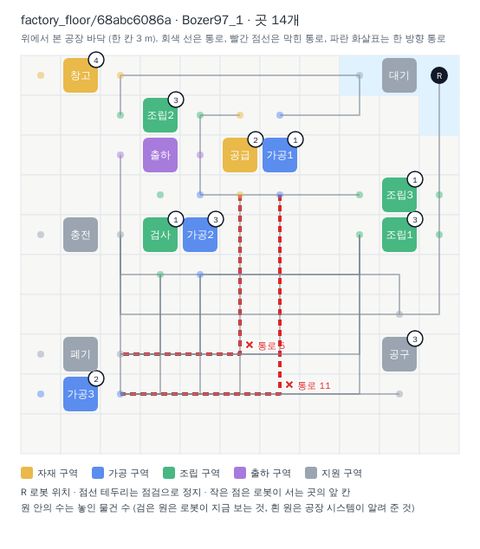 factory_floor/68abc6086a · Bozer97_1 · 곳 14개
위에서 본 공장 바닥 (한 칸 3 m). 회색 선은 통로, 빨간 점선은 막힌 통로, 파란 화살표는 한 방향 통로
창고 4
대기
R
조립2 3
출하
공급 2
가공1 1
조립3 1
충전
검사 1
가공2 3
조립1 3
폐기
× 통로 5
공구 3
가공3 2
× 통로 11
자재 구역 가공 구역 조립 구역 출하 구역 지원 구역
R 로봇 위치 · 점선 테두리는 점검으로 정지 · 작은 점은 로봇이 서는 곳의 앞 칸
원 안의 수는 놓인 물건 수 (검은 원은 로봇이 지금 보는 것, 흰 원은 공장 시스템이 알려 준 것)